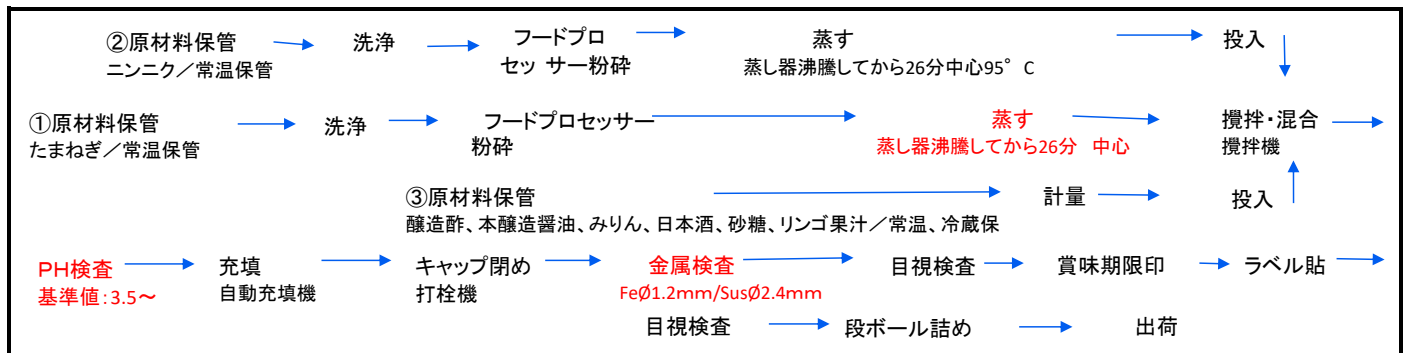 ②原材料保管
ニンニク／常温保管
洗浄
フードプロ
セッ サー粉砕
蒸す
蒸し器沸騰してから26分中心95°C
投入
①原材料保管
たまねぎ／常温保管
洗浄
フードプロセッサー
粉砕
蒸す
蒸し器沸騰してから26分 中心
攪拌・混合
攪拌機
③原材料保管
醸造酢、本醸造醤油、みりん、日本酒、砂糖、リンゴ果汁／常温、冷蔵保
計量
投入
PH検査
基準値：3.5～
充填
自動充填機
キャップ閉め
打栓機
金属検査
FeØ1.2mm/SusØ2.4mm
目視検査
賞味期限印
ラベル貼
目視検査
段ボール詰め
出荷